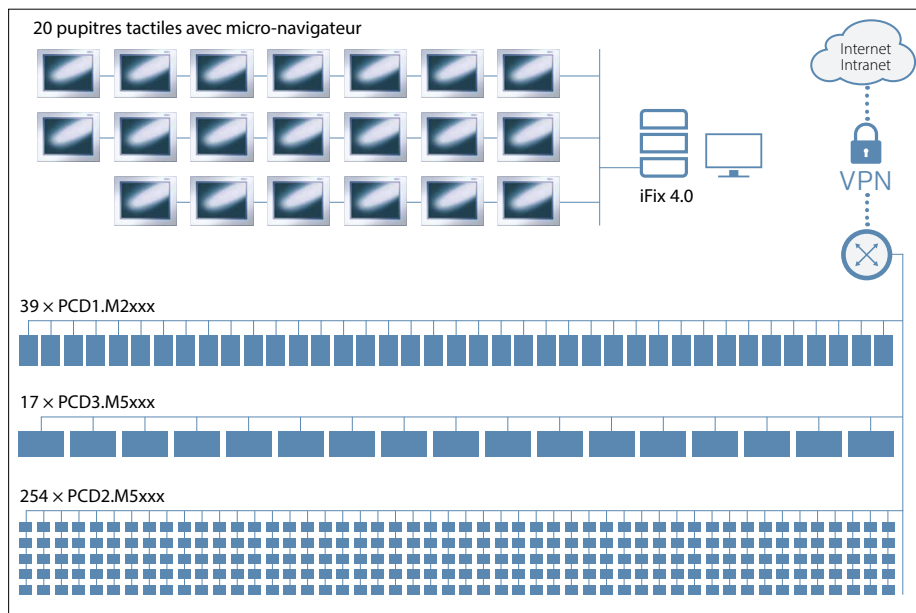 20 pupitres tactiles avec micro-navigateur
Internet
Intranet
VPN
iFix 4.0
39 × PCD1.M2xxx
17 × PCD3.M5xxx
254 × PCD2.M5xxx